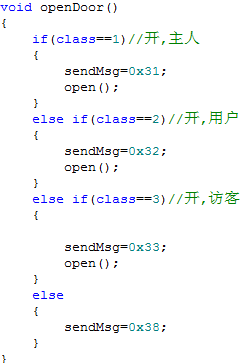 void openDoor()
{
if(class==1)//开,主人
{
sendMsg=0x31;
open();
}
else if(class==2)//开,用户
{
sendMsg=0x32;
open();
}
else if(class==3)//开,访客
{
sendMsg=0x33;
open();
}
else
{
sendMsg=0x38;
}
}